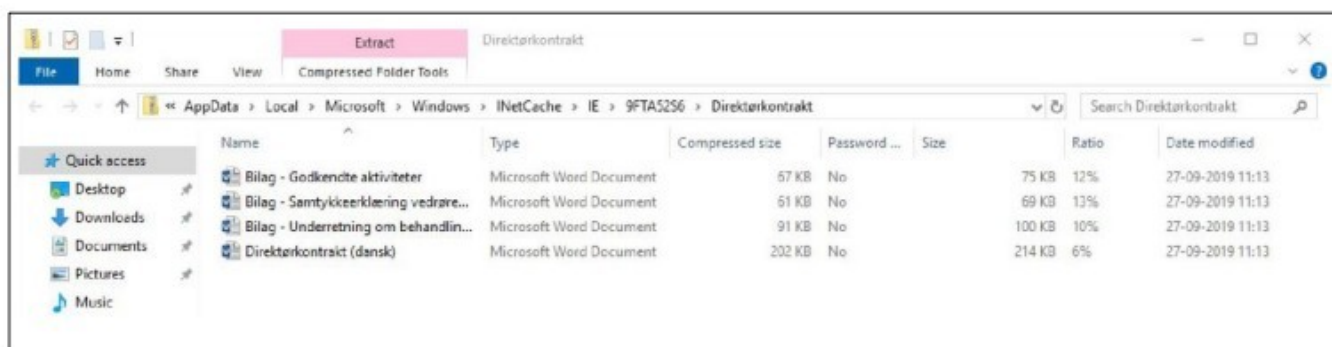 Extract Direktørkontrakt
File Home Share View Compressed Folder Tools
« AppData > Local > Microsoft > Windows > INetCache > IE > 9FTA52S6 > Direktørkontrakt Search Direktørkontrakt
Name Type Compressed size Password ... Size Ratio Date modified
Quick access
Desktop
Downloads
Documents
Pictures
Music
Bilag - Godkendte aktiviteter Microsoft Word Document 67 KB No 75 KB 12% 27-09-2019 11:13
Bilag - Samtykkeerklæring vedrøre... Microsoft Word Document 61 KB No 69 KB 13% 27-09-2019 11:13
Bilag - Underretning om behandlin... Microsoft Word Document 91 KB No 100 KB 10% 27-09-2019 11:13
Direktørkontrakt (dansk) Microsoft Word Document 202 KB No 214 KB 6% 27-09-2019 11:13